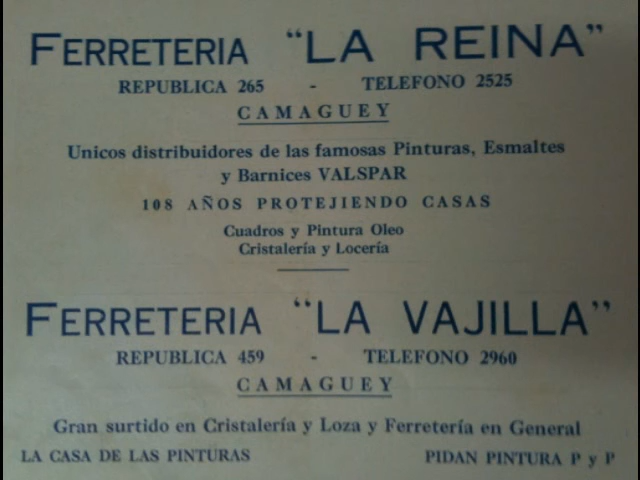 FERRETERIA "LA REINA"
REPUBLICA 265 - TELEFONO 2525
CAMAGUEY
Unicos distribuidores de las famosas Pinturas, Esmaltes
y Barnices VALSPAR
108 AÑOS PROTEJIENDO CASAS
Cuadros y Pintura Oleo
Cristalería y Locería
FERRETERIA "LA VAJILLA"
REPUBLICA 459 - TELEFONO 2960
CAMAGUEY
Gran surtido en Cristalería y Loza y Ferretería en General
LA CASA DE LAS PINTURAS PIDAN PINTURA P y P